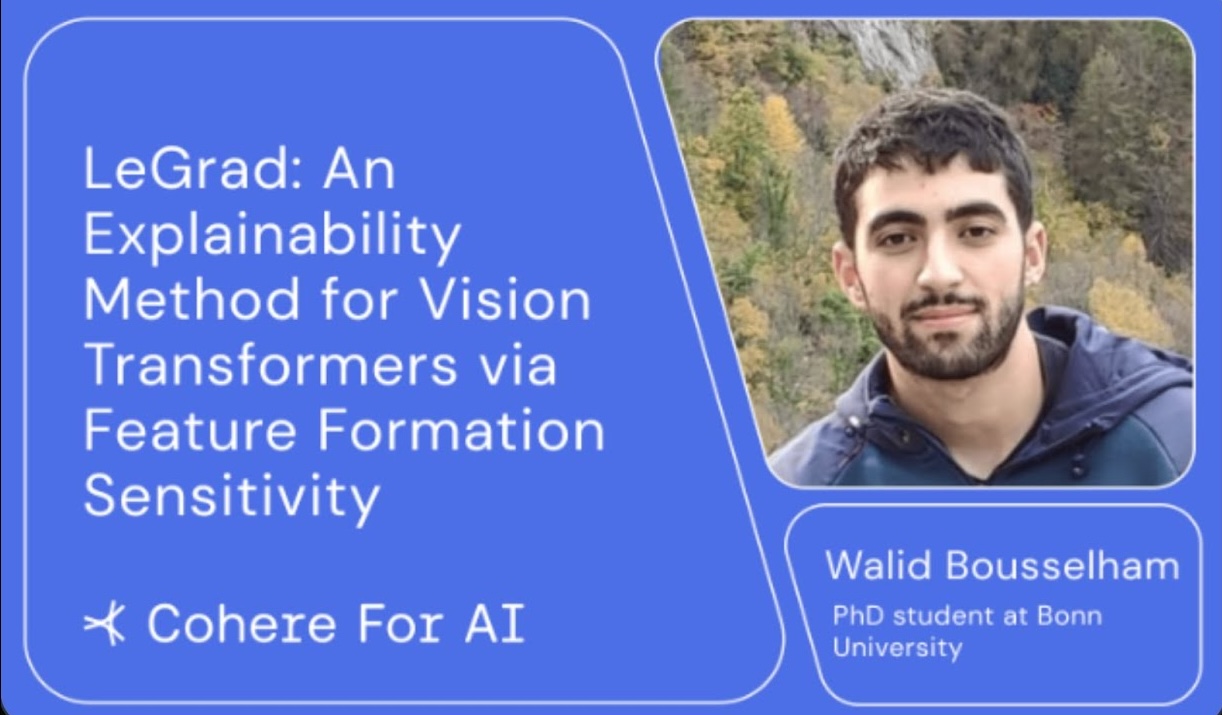 LeGrad: An
Explainability
Method for Vision
Transformers via
Feature Formation
Sensitivity
Cohere For AI
Walid Bousselham
PhD student at Bonn
University